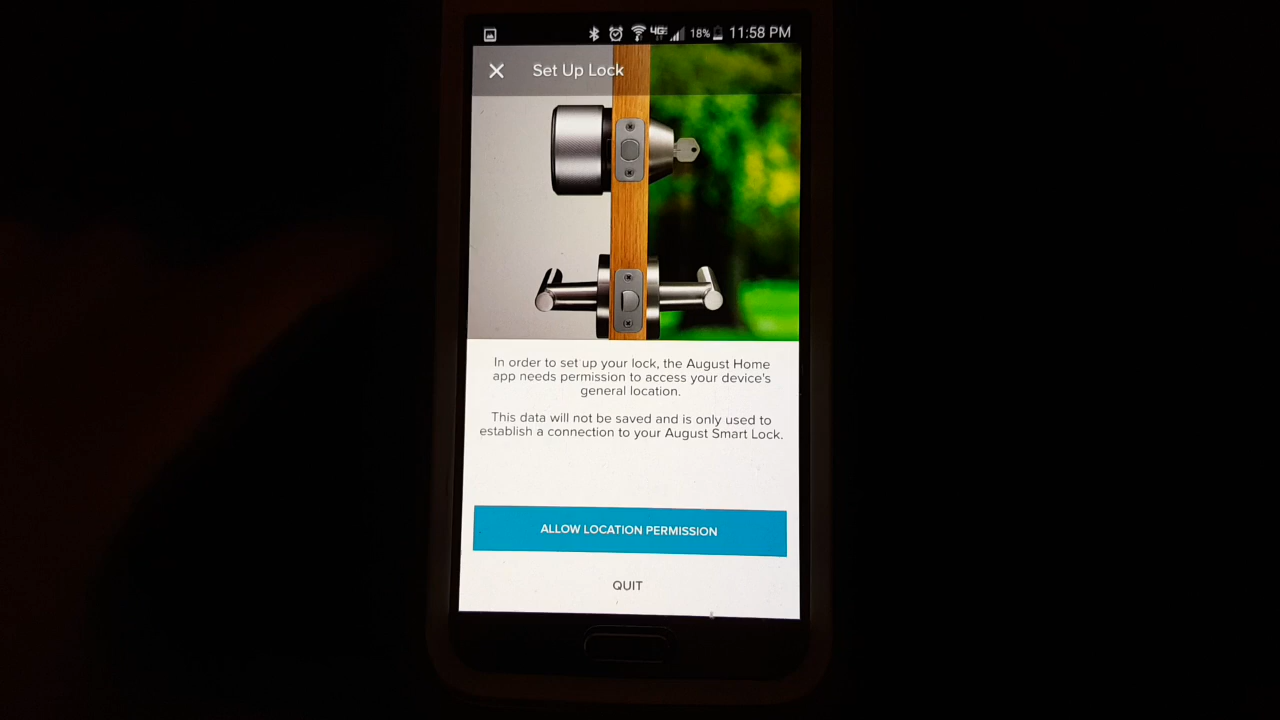 4G 18% 11:58 PM
Set Up Lock
In order to set up your lock, the August Home
app needs permission to access your device's
general location.
This data will not be saved and is only used to
establish a connection to your August Smart Lock.
ALLOW LOCATION PERMISSION
QUIT